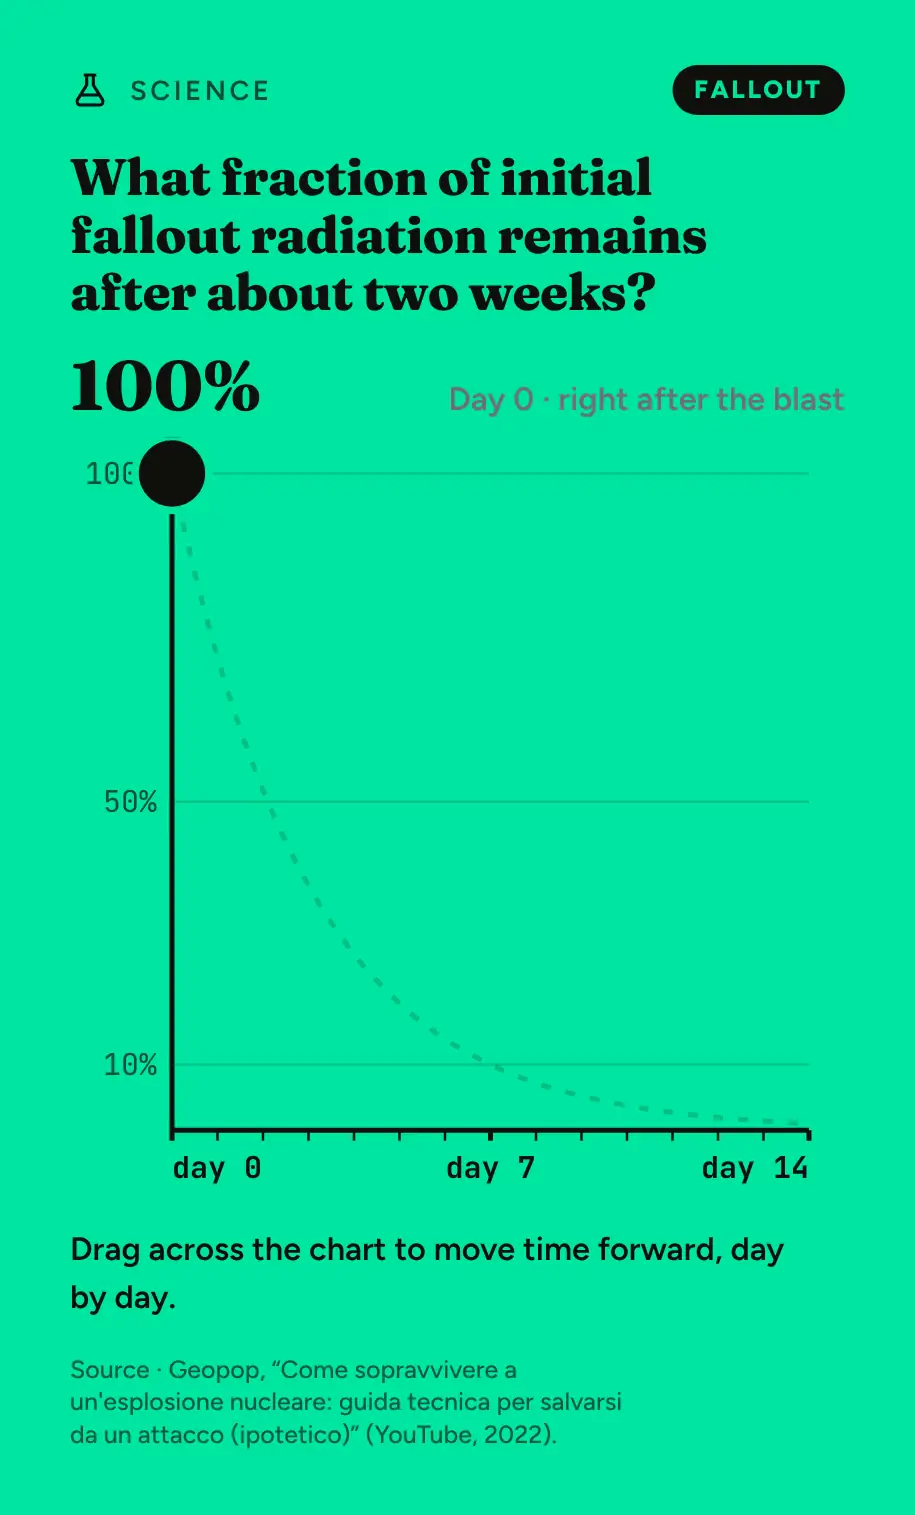 SCIENCE
FALLOUT
What fraction of initial
fallout radiation remains
after about two weeks?
100%
Day 0 · right after the blast
100
50%
10%
day 0
day 7
day 14
Drag across the chart to move time forward, day
by day.
Source · Geopop, “Come sopravvivere a
un'esplosione nucleare: guida tecnica per salvarsi
da un attacco (ipotetico)” (YouTube, 2022).